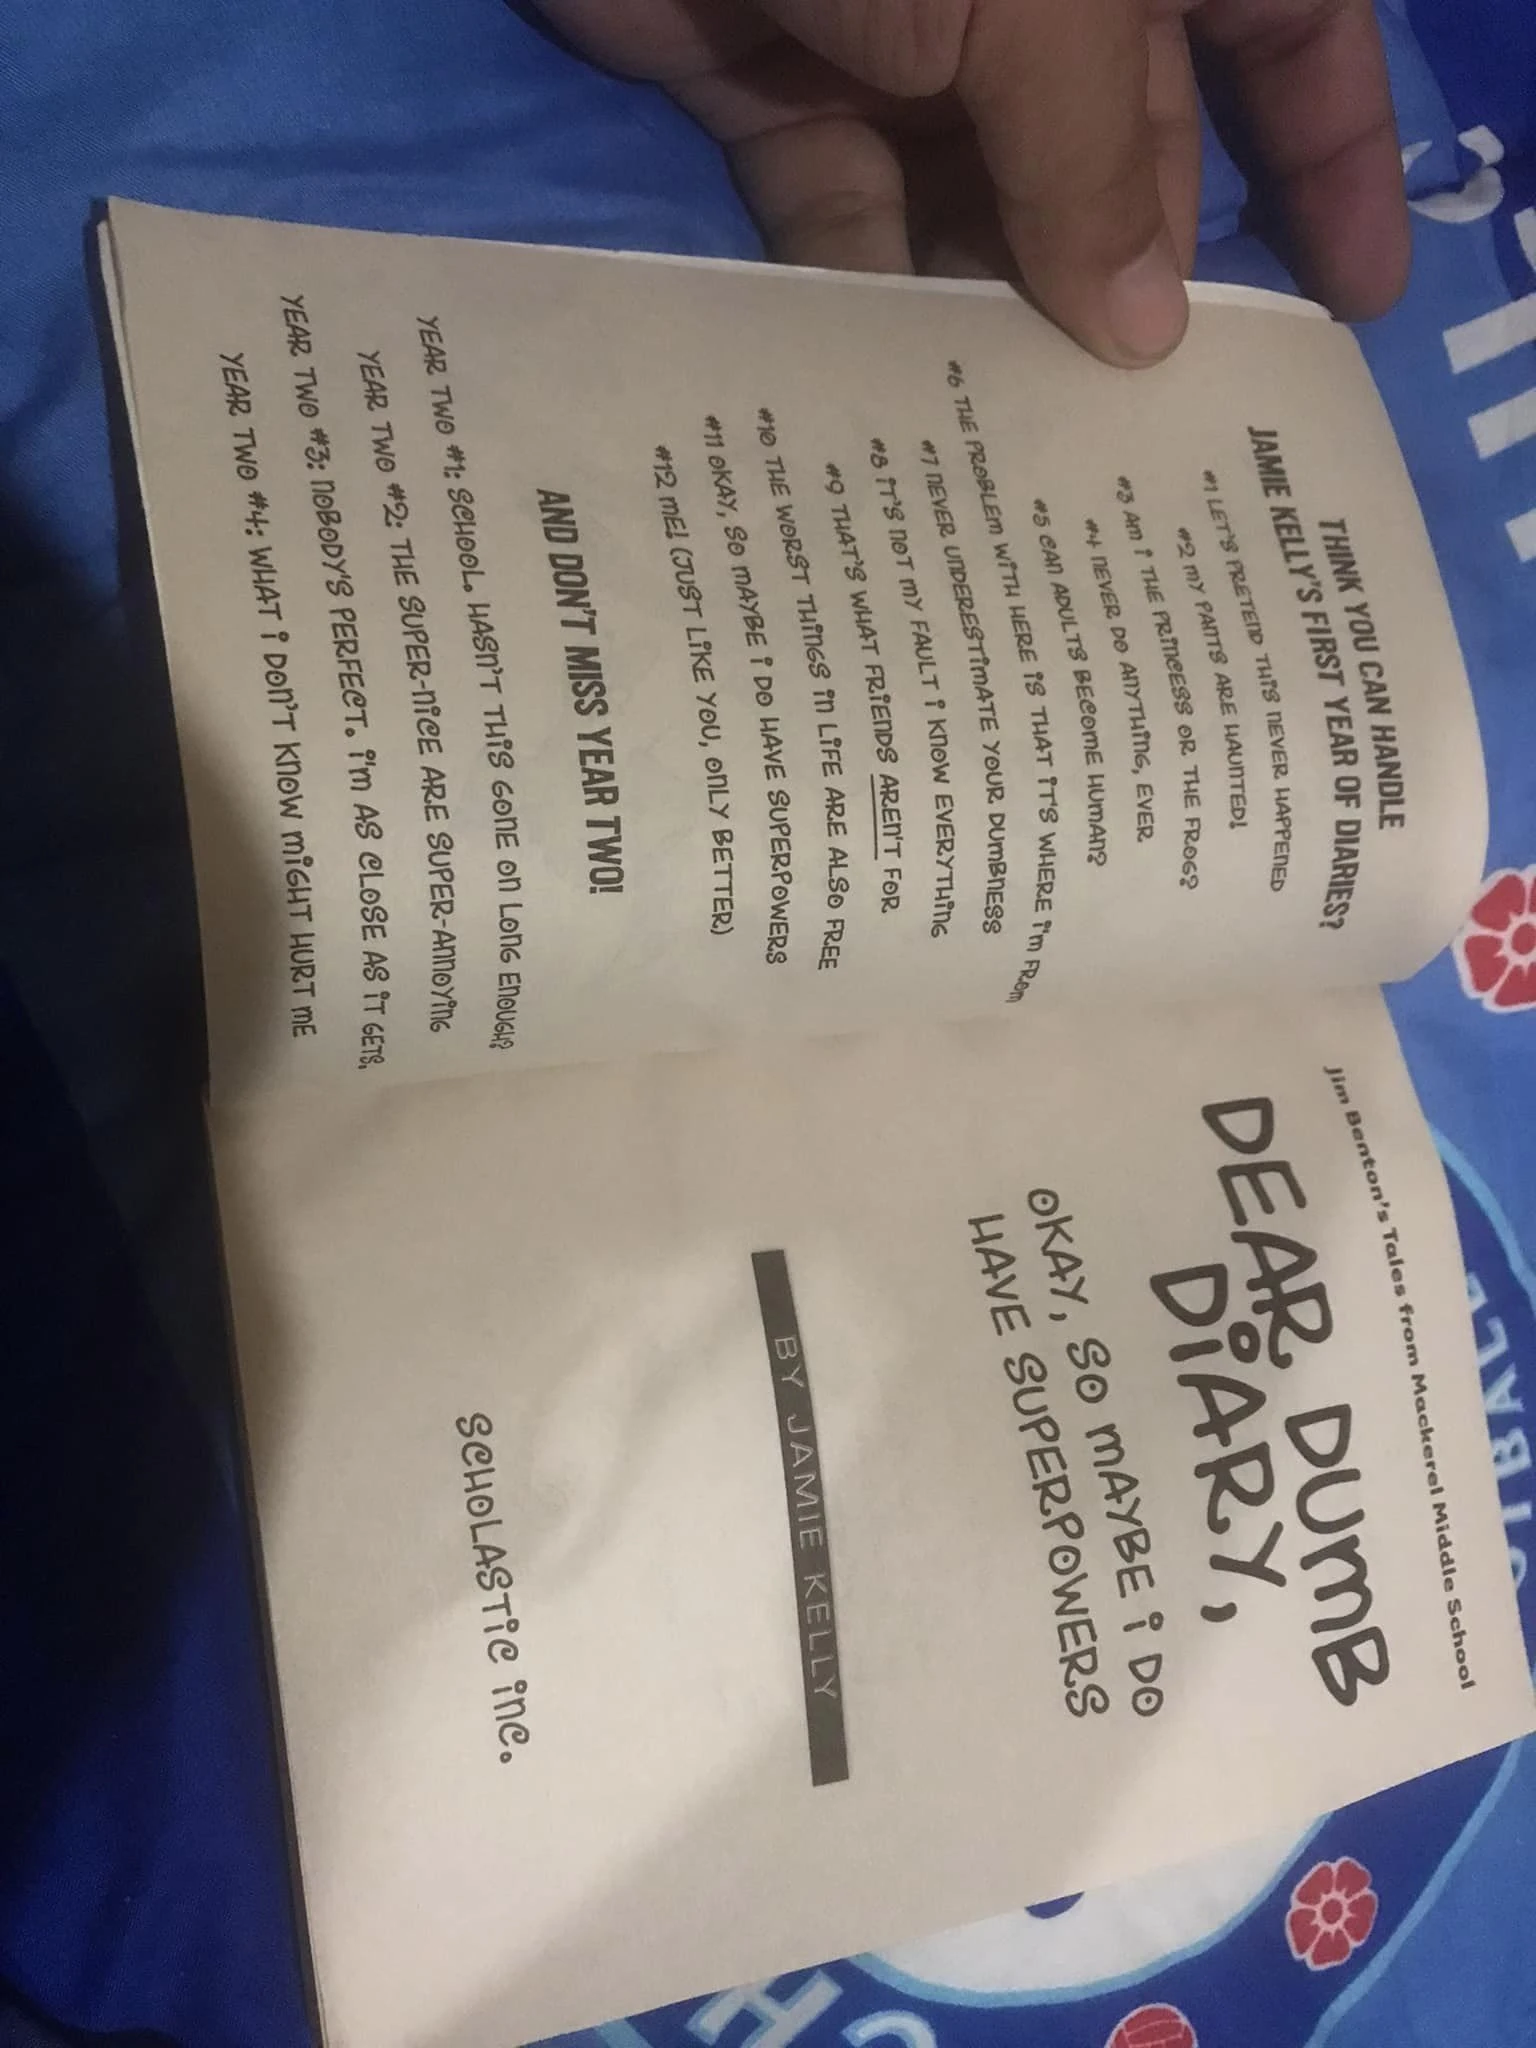 THINK YOU CAN HANDLE
JAMIE KELLY'S FIRST YEAR OF DIARIES?
#1 LET'S PRETEND THIS NEVER HAPPENED
#2 MY PANTS ARE HAUNTED!
#3 AM I THE PRINCESS OR THE FROG?
#4 NEVER DO ANYTHING, EVER
#5 CAN ADULTS BECOME HUMAN?
#6 THE PROBLEM WITH HERE IS THAT IT'S WHERE I'M FROM
#7 NEVER UNDERESTIMATE YOUR DUMBNESS
#8 IT'S NOT MY FAULT I KNOW EVERYTHING
#9 THAT'S WHAT FRIENDS AREN'T FOR
#10 THE WORST THINGS IN LIFE ARE ALSO FREE
#11 OKAY, SO MAYBE I DO HAVE SUPERPOWERS
#12 ME! (JUST LIKE YOU, ONLY BETTER)
AND DON'T MISS YEAR TWO!
YEAR TWO #1: SCHOOL. HASN'T THIS GONE ON LONG ENOUGH?
YEAR TWO #2: THE SUPER-NICE ARE SUPER-ANNOYING
YEAR TWO #3: NOBODY'S PERFECT. I'M AS CLOSE AS IT GETS.
YEAR TWO #4: WHAT I DON'T KNOW MIGHT HURT ME
Jim Benton's Tales from Mackerel Middle School
DEAR DUMB
DIARY,
OKAY, SO MAYBE I DO
HAVE SUPERPOWERS
BY JAMIE KELLY
SCHOLASTIC INC.